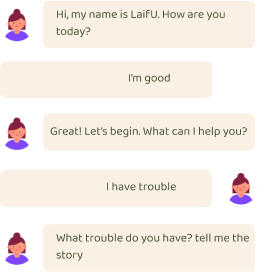 Hi, my name is LaifU. How are you
today?
I'm good
Great! Let's begin. What can I help you?
I have trouble
What trouble do you have? tell me the
story